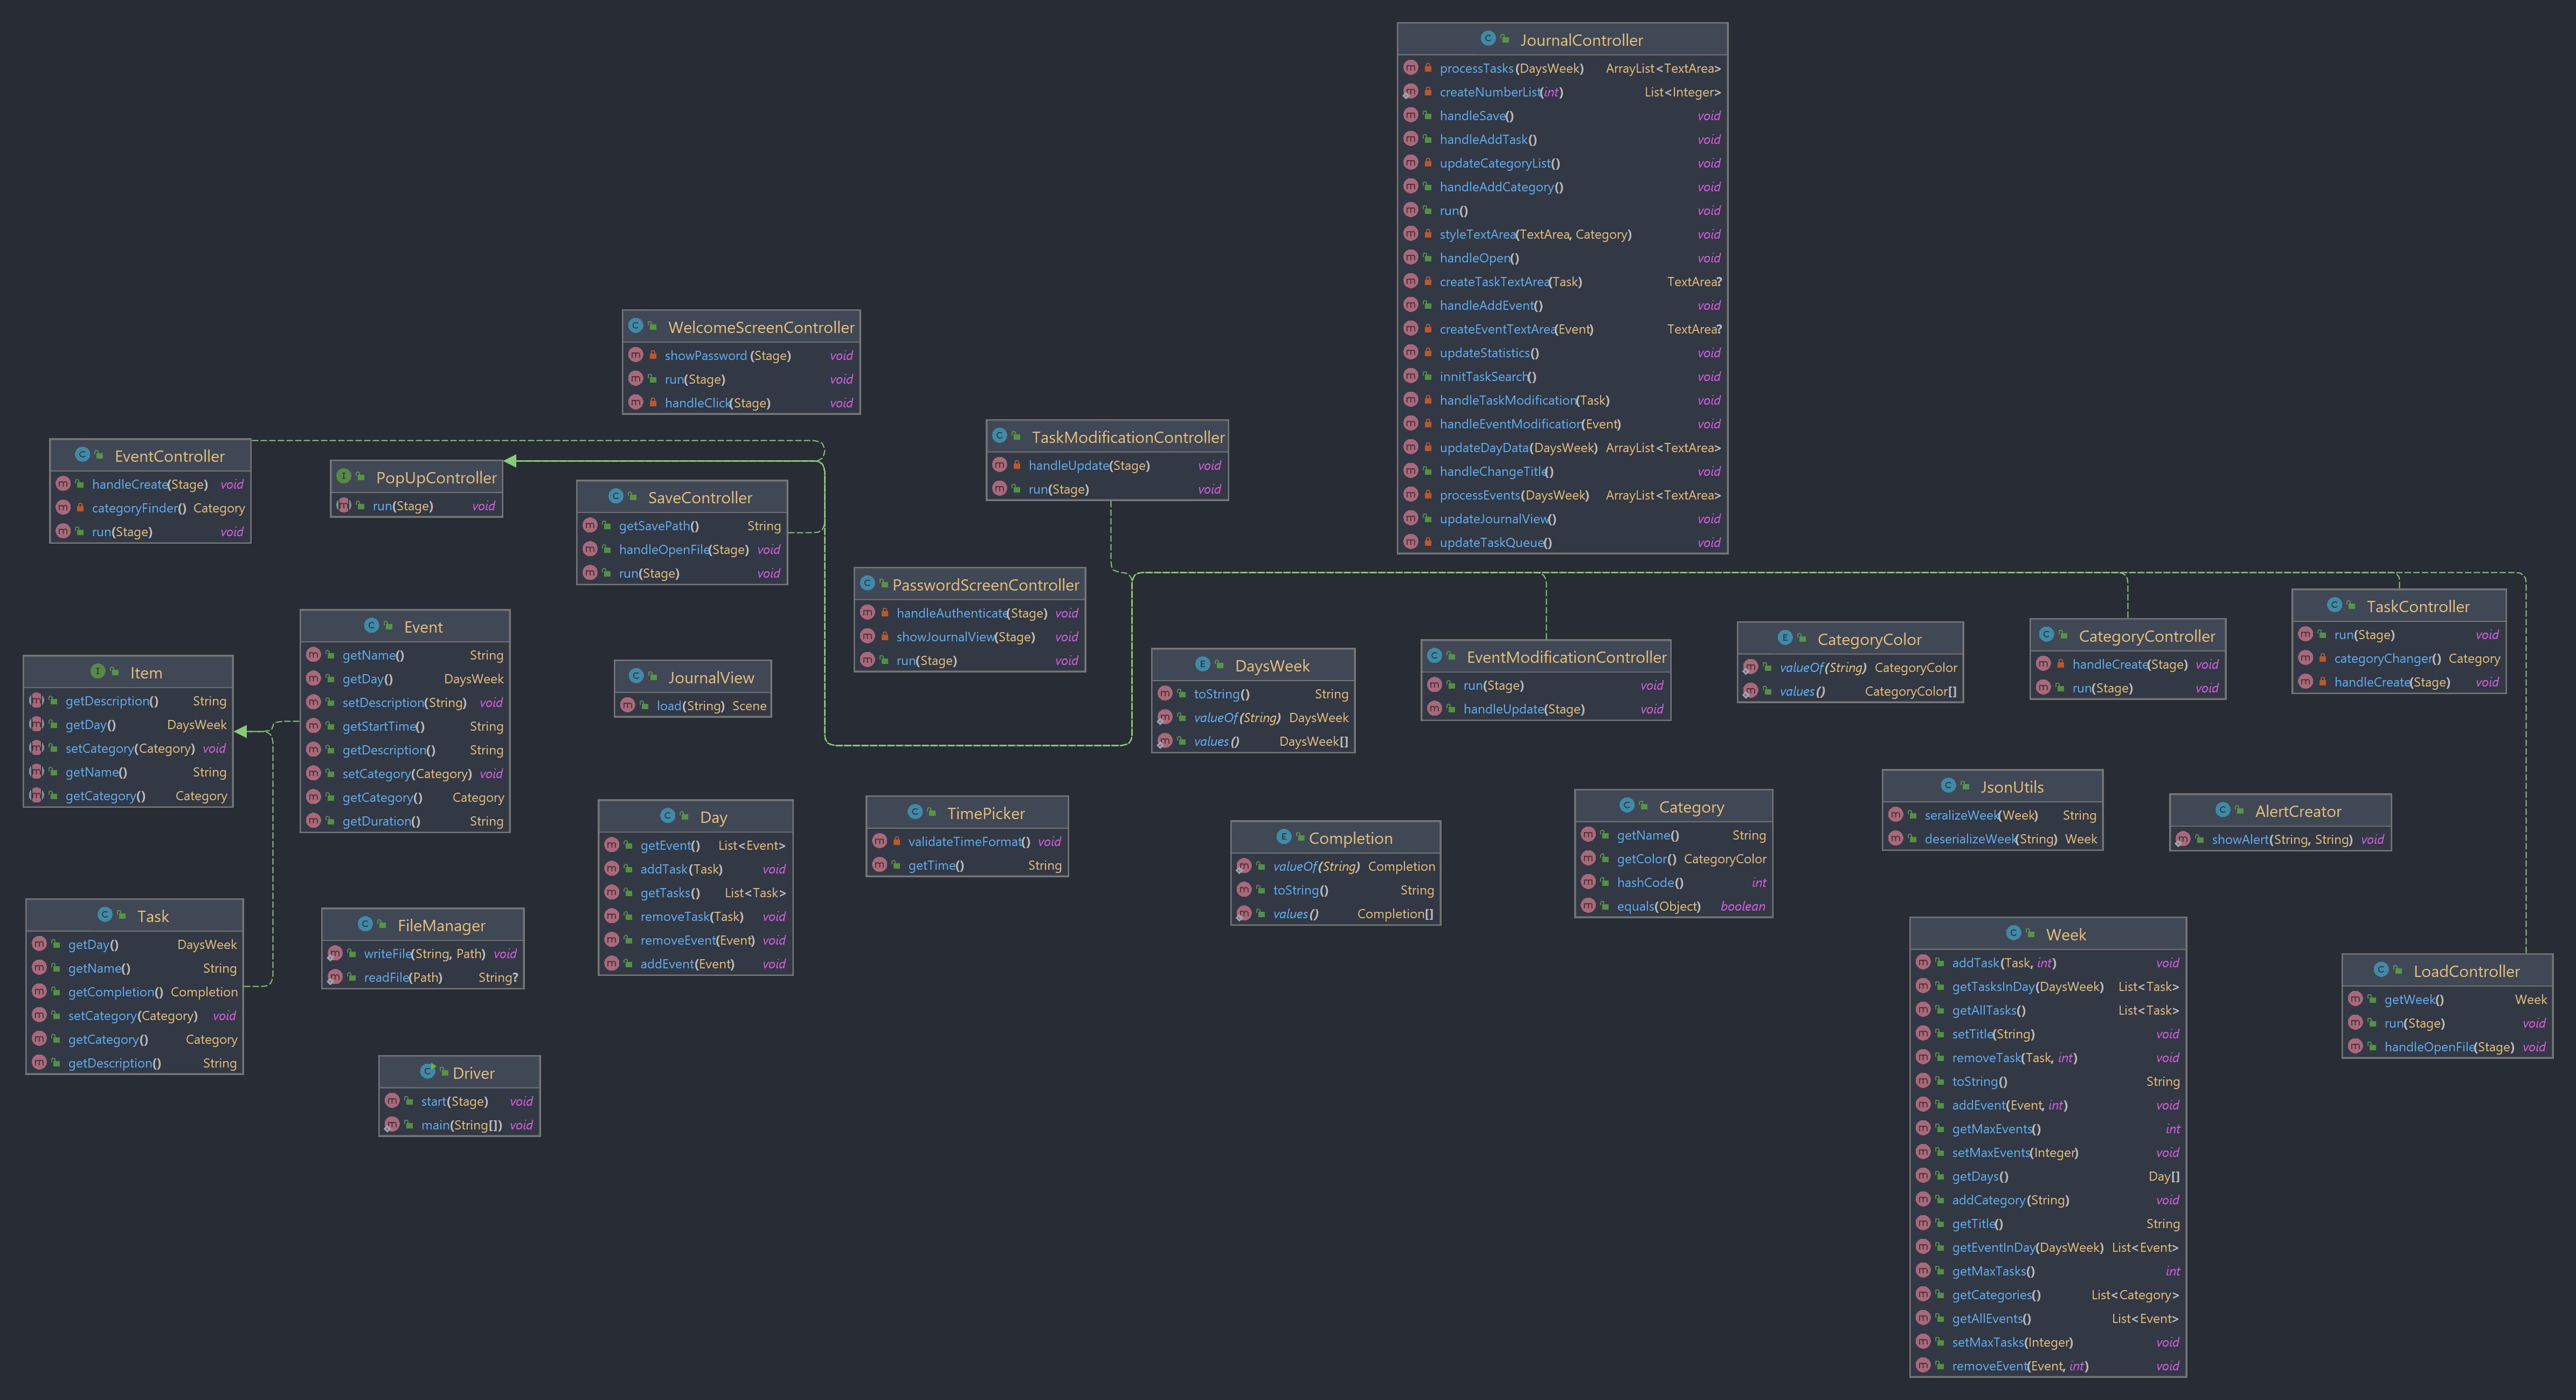 JournalController
processTasks(DaysWeek) ArrayList<TextArea>
createNumberList(int) List<Integer>
handleSave() void
handleAddTask() void
updateCategoryList() void
handleAddCategory() void
run() void
styleTextArea(TextArea, Category) void
handleOpen() void
createTaskTextArea(Task) TextArea?
handleAddEvent() void
createEventTextArea(Event) TextArea?
updateStatistics() void
innitTaskSearch() void
handleTaskModification(Task) void
handleEventModification(Event) void
updateDayData(DaysWeek) ArrayList<TextArea>
handleChangeTitle() void
processEvents(DaysWeek) ArrayList<TextArea>
updateJournalView() void
updateTaskQueue() void
WelcomeScreenController
showPassword(Stage) void
run(Stage) void
handleClick(Stage) void
TaskModificationController
handleUpdate(Stage) void
run(Stage) void
EventController
handleCreate(Stage) void
categoryFinder() Category
run(Stage) void
PopUpController
run(Stage) void
SaveController
getSavePath() String
handleOpenFile(Stage) void
run(Stage) void
PasswordScreenController
handleAuthenticate(Stage) void
showJournalView(Stage) void
run(Stage) void
TaskController
run(Stage) void
categoryChanger() Category
handleCreate(Stage) void
Event
getName() String
getDay() DaysWeek
setDescription(String) void
getStartTime() String
getDescription() String
setCategory(Category) void
getCategory() Category
getDuration() String
CategoryController
handleCreate(Stage) void
run(Stage) void
CategoryColor
valueOf(String) CategoryColor
values() CategoryColor[]
EventModificationController
run(Stage) void
handleUpdate(Stage) void
DaysWeek
toString() String
valueOf(String) DaysWeek
values() DaysWeek[]
Item
getDescription() String
getDay() DaysWeek
setCategory(Category) void
getName() String
getCategory() Category
JournalView
load(String) Scene
JsonUtils
seralizeWeek(Week) String
deserializeWeek(String) Week
Category
getName() String
getColor() CategoryColor
hashCode() int
equals(Object) boolean
AlertCreator
showAlert(String, String) void
TimePicker
validateTimeFormat() void
getTime() String
Day
getEvent() List<Event>
addTask(Task) void
getTasks() List<Task>
removeTask(Task) void
removeEvent(Event) void
addEvent(Event) void
Completion
valueOf(String) Completion
toString() String
values() Completion[]
Task
getDay() DaysWeek
getName() String
getCompletion() Completion
setCategory(Category) void
getCategory() Category
getDescription() String
FileManager
writeFile(String, Path) void
readFile(Path) String?
Week
addTask(Task, int) void
getTasksInDay(DaysWeek) List<Task>
getAllTasks() List<Task>
setTitle(String) void
removeTask(Task, int) void
toString() String
addEvent(Event, int) void
getMaxEvents() int
setMaxEvents(Integer) void
getDays() Day[]
addCategory(String) void
getTitle() String
getEventInDay(DaysWeek) List<Event>
getMaxTasks() int
getCategories() List<Category>
getAllEvents() List<Event>
setMaxTasks(Integer) void
removeEvent(Event, int) void
LoadController
getWeek() Week
run(Stage) void
handleOpenFile(Stage) void
Driver
start(Stage) void
main(String[]) void